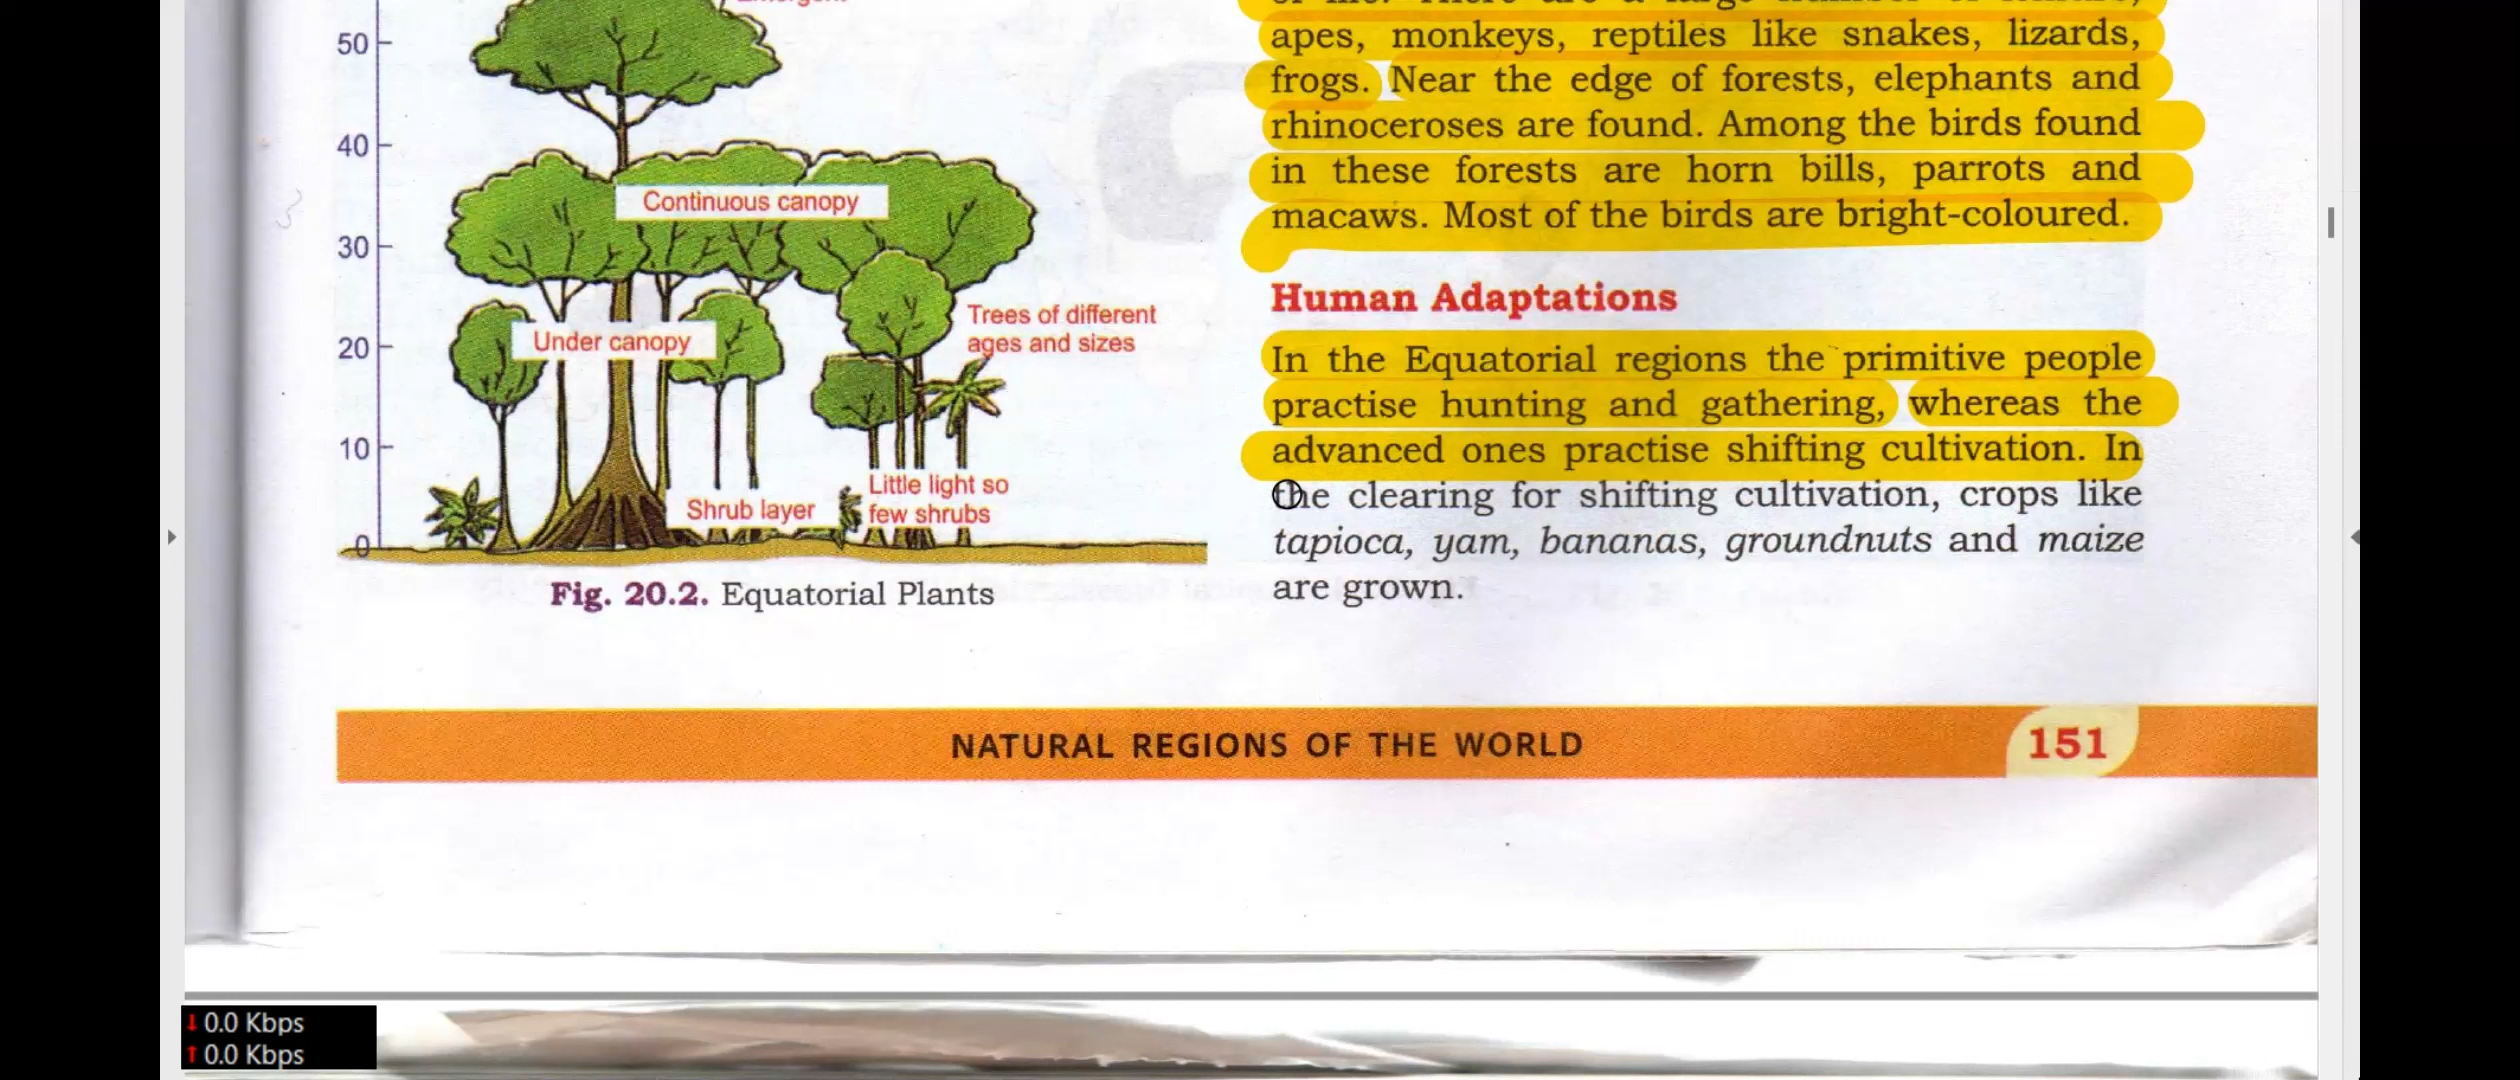 50
40
30
20
10
0
Continuous canopy
Under canopy
Trees of different
ages and sizes
Shrub layer
Little light so
few shrubs
Fig. 20.2. Equatorial Plants
apes, monkeys, reptiles like snakes, lizards,
frogs. Near the edge of forests, elephants and
rhinoceroses are found. Among the birds found
in these forests are horn bills, parrots and
macaws. Most of the birds are bright-coloured.
Human Adaptations
In the Equatorial regions the primitive people
practise hunting and gathering, whereas the
advanced ones practise shifting cultivation. In
the clearing for shifting cultivation, crops like
tapioca, yam, bananas, groundnuts and maize
are grown.
NATURAL REGIONS OF THE WORLD
151
↓ 0.0 Kbps
↑ 0.0 Kbps